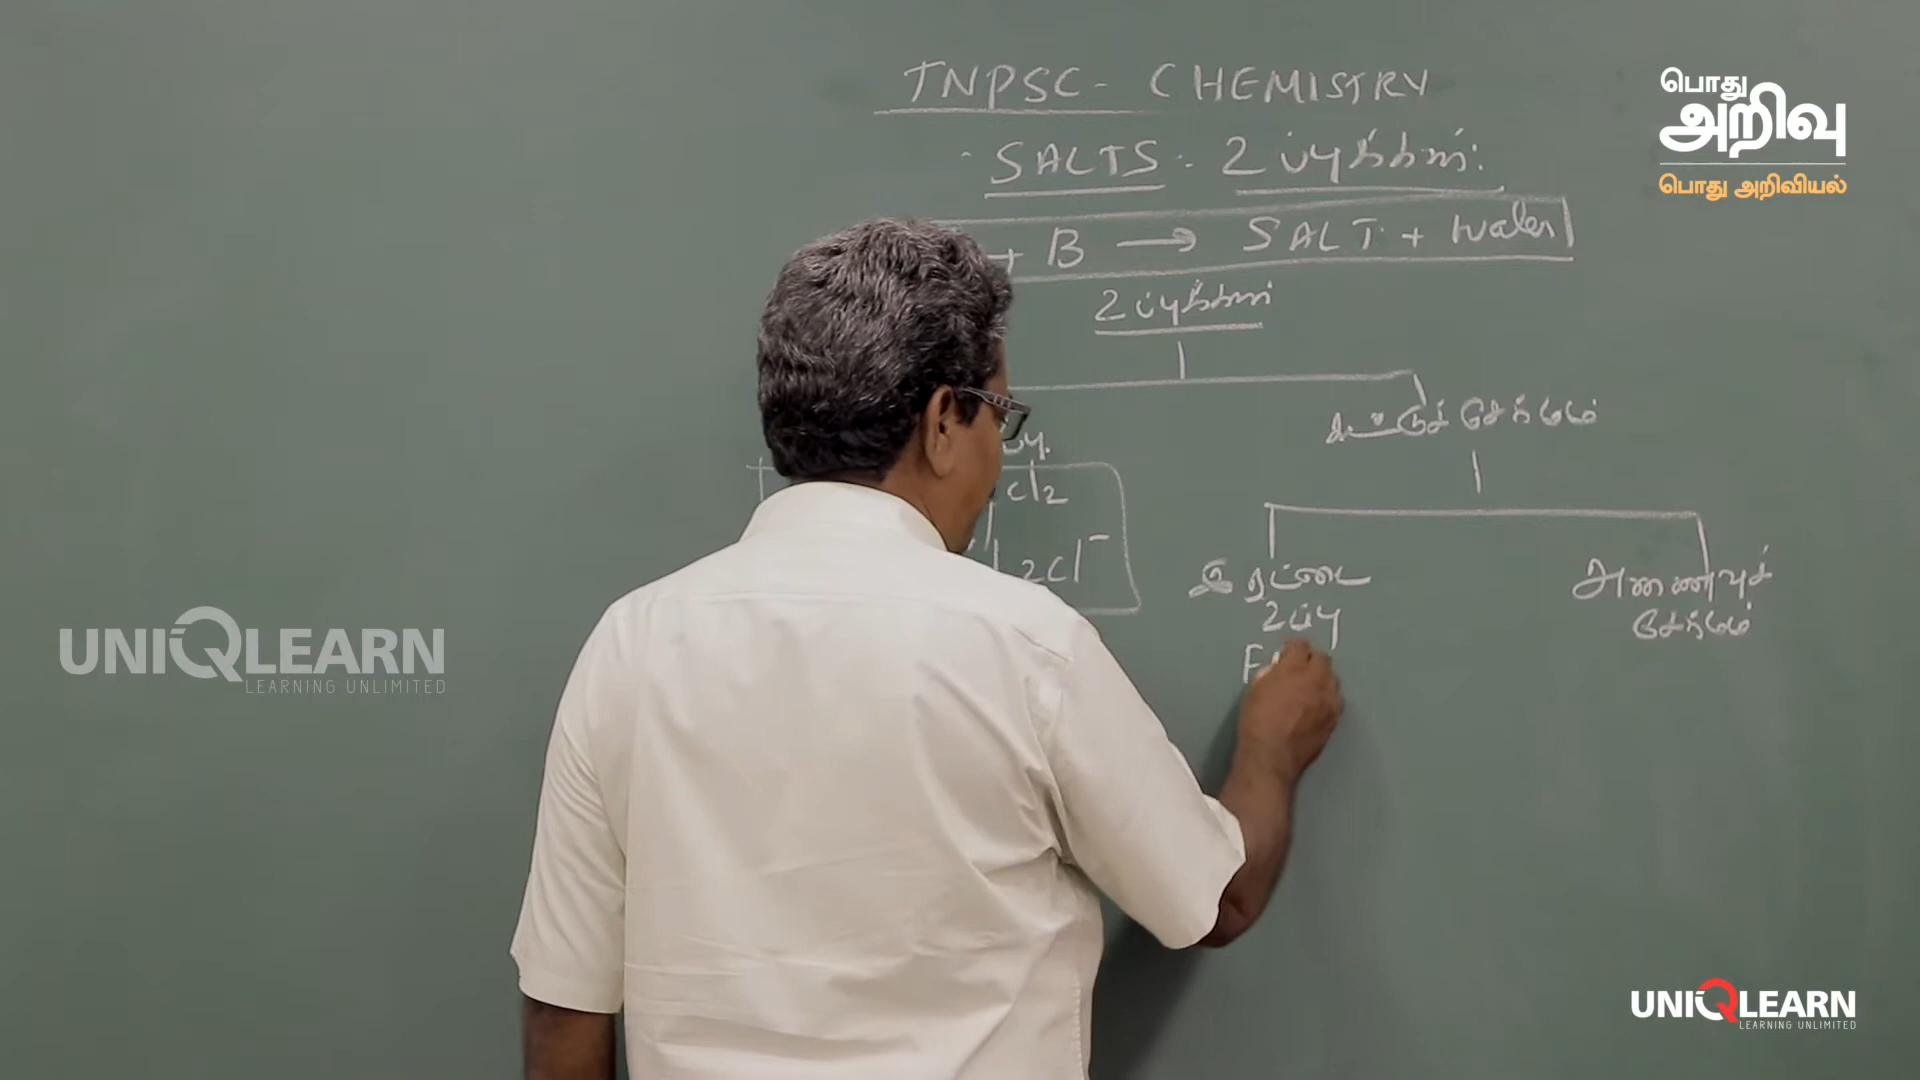 TNPSC - CHEMISTRY
SALTS : உப்புக்கள்:
+ B → SALT + water
உப்புக்கள்
கூட்டுச் சேர்மம்
ப்பு.
Cl2
2Cl-
இரட்டை
உப்பு
F
அணைவுச்
சேர்மம்
பொது
அறிவு
பொது அறிவியல்
UNIQLEARN
LEARNING UNLIMITED
UNIQLEARN
LEARNING UNLIMITED